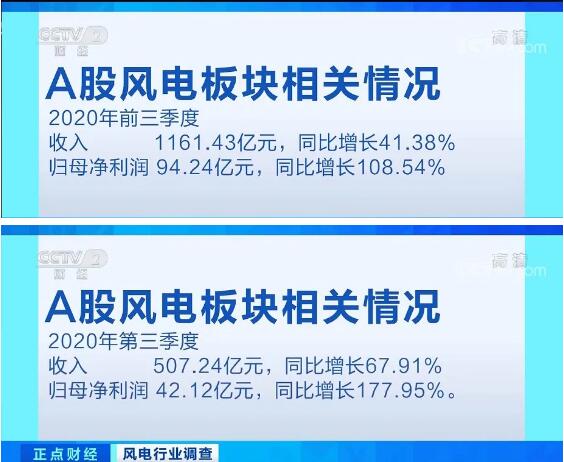 CCTV 2
财经
高清
A股风电板块相关情况
2020年前三季度
收入 1161.43亿元，同比增长41.38%
归母净利润 94.24亿元，同比增长108.54%
CCTV 2
财经
高清
A股风电板块相关情况
2020年第三季度
收入 507.24亿元，同比增长67.91%
归母净利润 42.12亿元，同比增长177.95%。
正点财经 风电行业调查